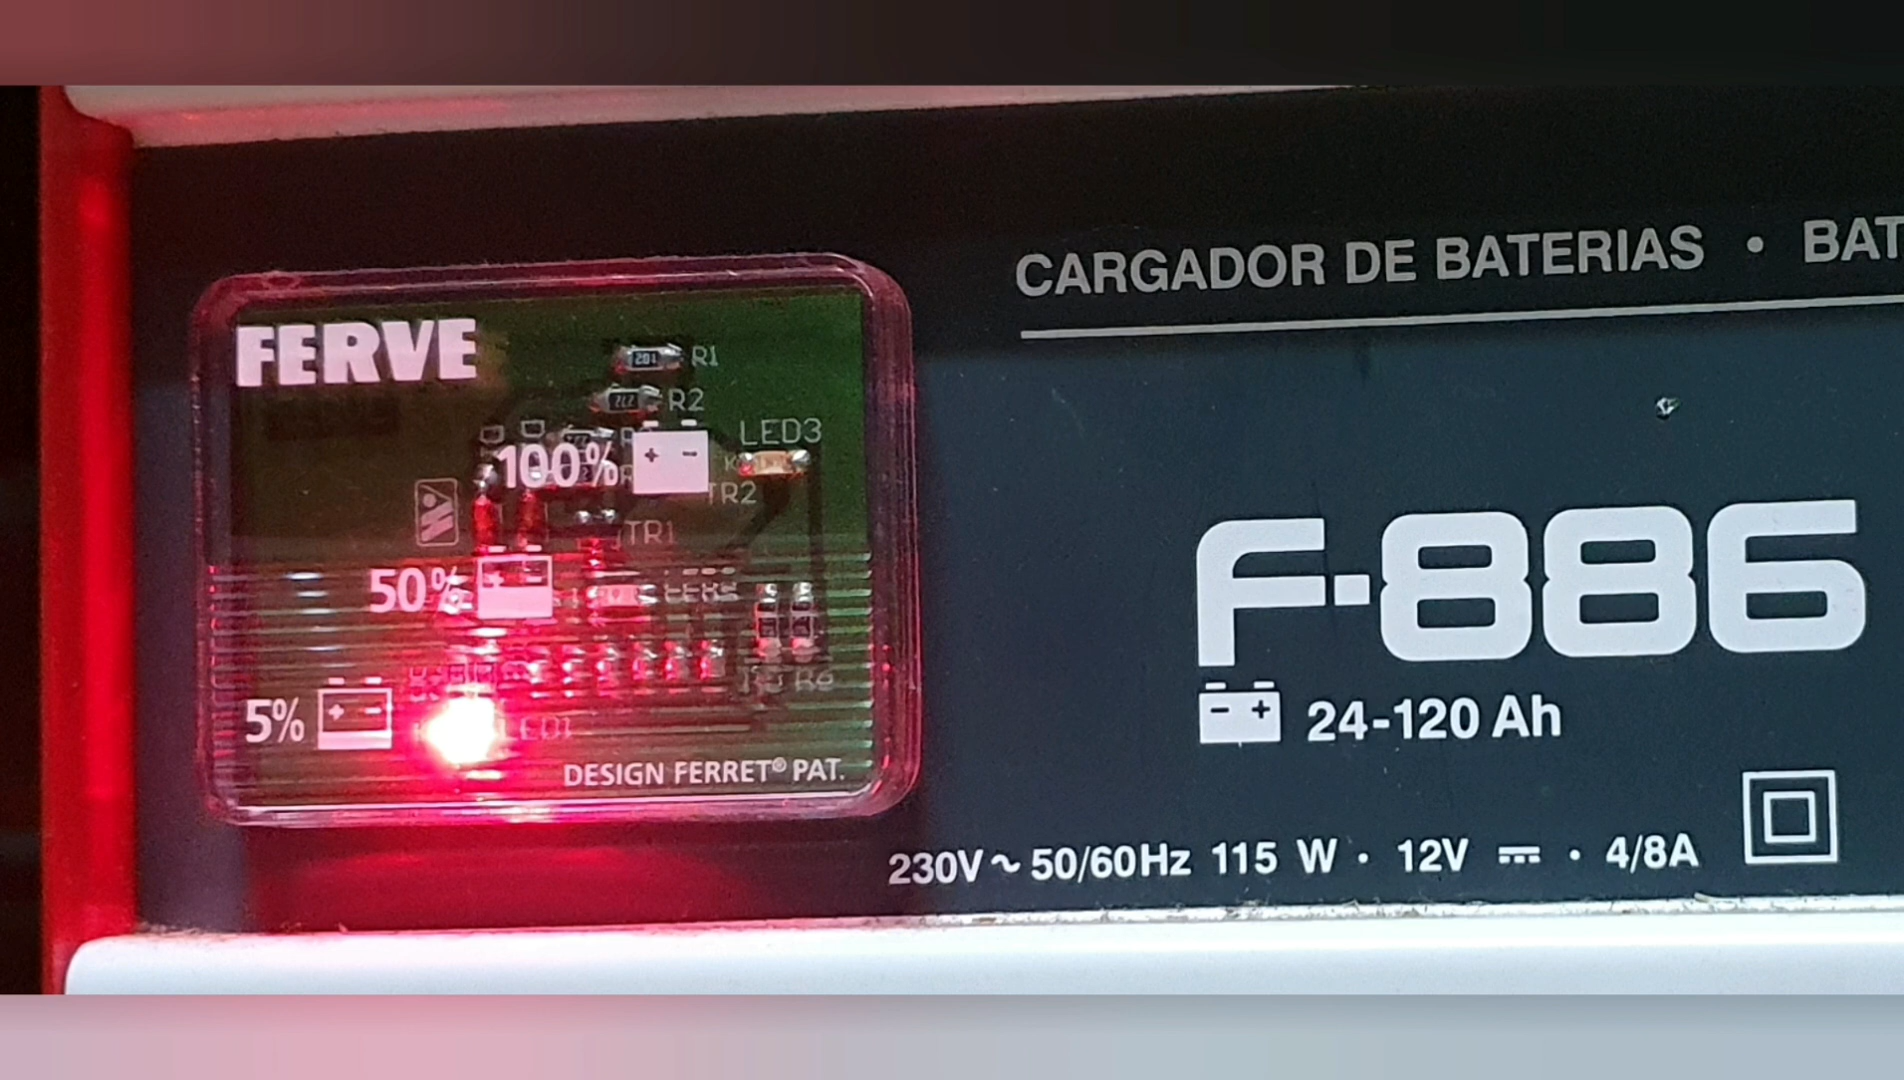 CARGADOR DE BATERIAS • BAT
FERVE
R1
R2
LED3
100%
TR2
TR1
50%
5%
LED1
DESIGN FERRET® PAT.
F-886
24-120 Ah
230V ~ 50/60Hz 115 W · 12V ⎓ · 4/8A